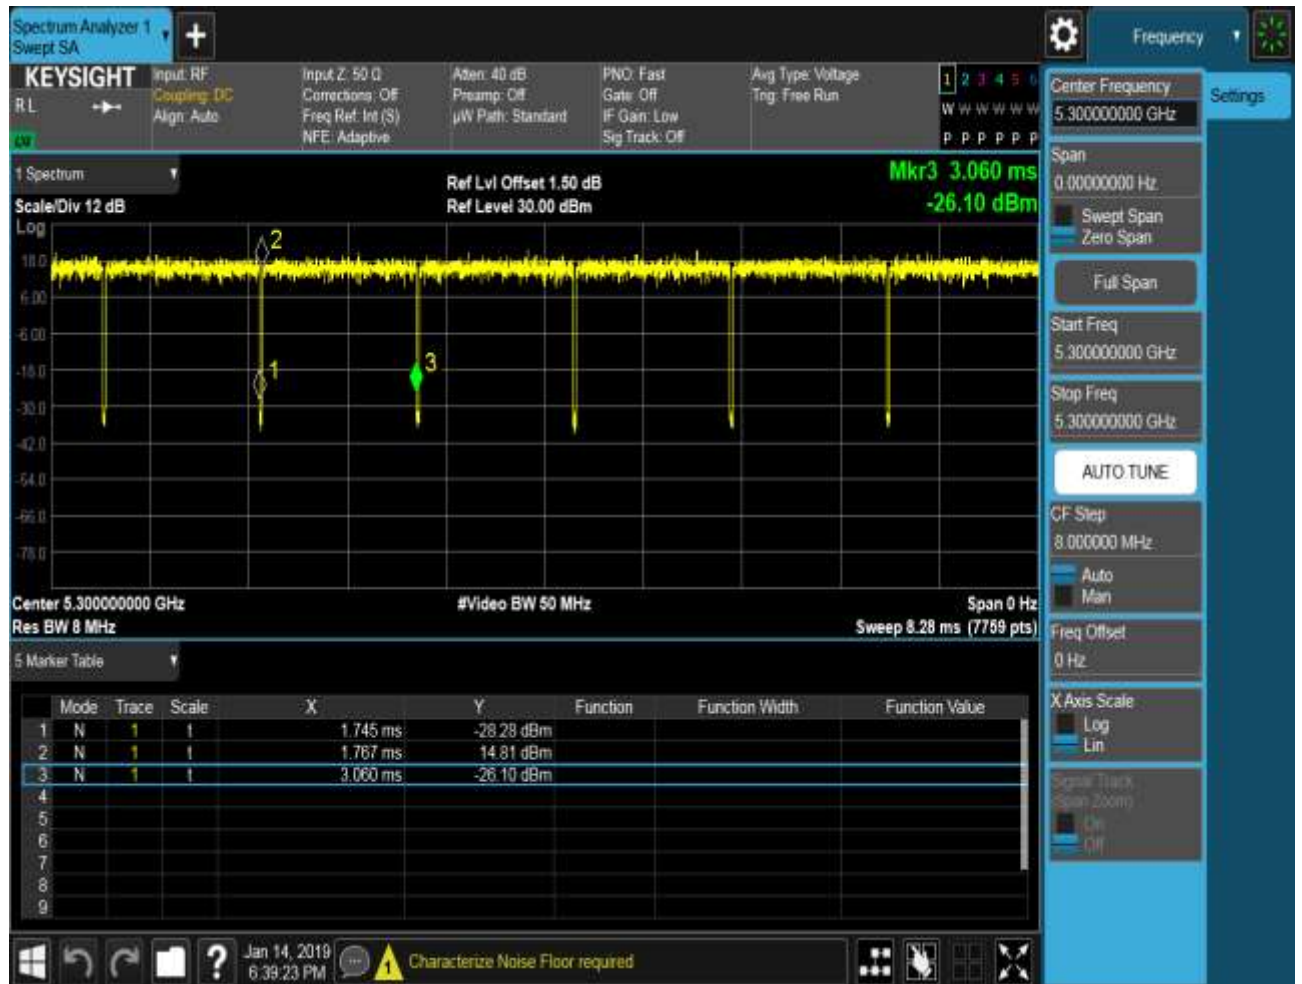 Spectrum Analyzer 1
Swept SA
Frequency
KEYSIGHT
RL
Input: RF
Coupling: DC
Align: Auto
Input Z: 50 Ω
Corrections: Off
Freq Ref: Int (S)
NFE: Adaptive
Atten: 40 dB
Preamp: Off
µW Path: Standard
PNO: Fast
Gate: Off
IF Gain: Low
Sig Track: Off
Avg Type: Voltage
Trig: Free Run
1 2 3 4 5 6
W W W W W W
P P P P P P
1 Spectrum
Scale/Div 12 dB
Ref Lvl Offset 1.50 dB
Ref Level 30.00 dBm
Mkr3 3.060 ms
-26.10 dBm
Log
18.0
6.00
-6.00
-18.0
-30.0
-42.0
-54.0
-66.0
-78.0
2
1
3
Center 5.300000000 GHz
#Video BW 50 MHz
Span 0 Hz
Res BW 8 MHz
Sweep 8.28 ms (7759 pts)
5 Marker Table
Mode Trace Scale X Y Function Function Width Function Value
1 N 1 t 1.745 ms -28.28 dBm
2 N 1 t 1.767 ms 14.81 dBm
3 N 1 t 3.060 ms -26.10 dBm
4
5
6
7
8
9
Jan 14, 2019
6:39:23 PM
Characterize Noise Floor required
Center Frequency
5.300000000 GHz
Settings
Span
0.00000000 Hz
Swept Span
Zero Span
Full Span
Start Freq
5.300000000 GHz
Stop Freq
5.300000000 GHz
AUTO TUNE
CF Step
8.000000 MHz
Auto
Man
Freq Offset
0 Hz
X Axis Scale
Log
Lin
Signal Track
(Span Zoom)
On
Off